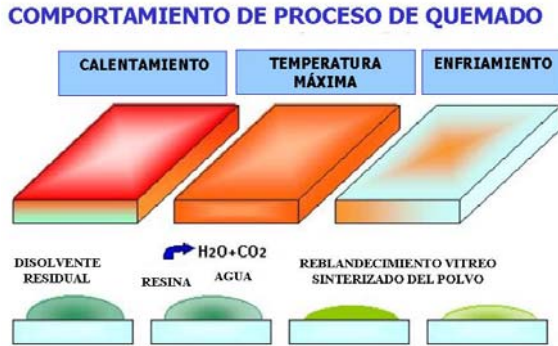 COMPORTAMIENTO DE PROCESO DE QUEMADO
CALENTAMIENTO
TEMPERATURA
MÁXIMA
ENFRIAMIENTO
DISOLVENTE
RESIDUAL
H2O+CO2
RESINA AGUA
REBLANDECIMIENTO VITREO
SINTERIZADO DEL POLVO